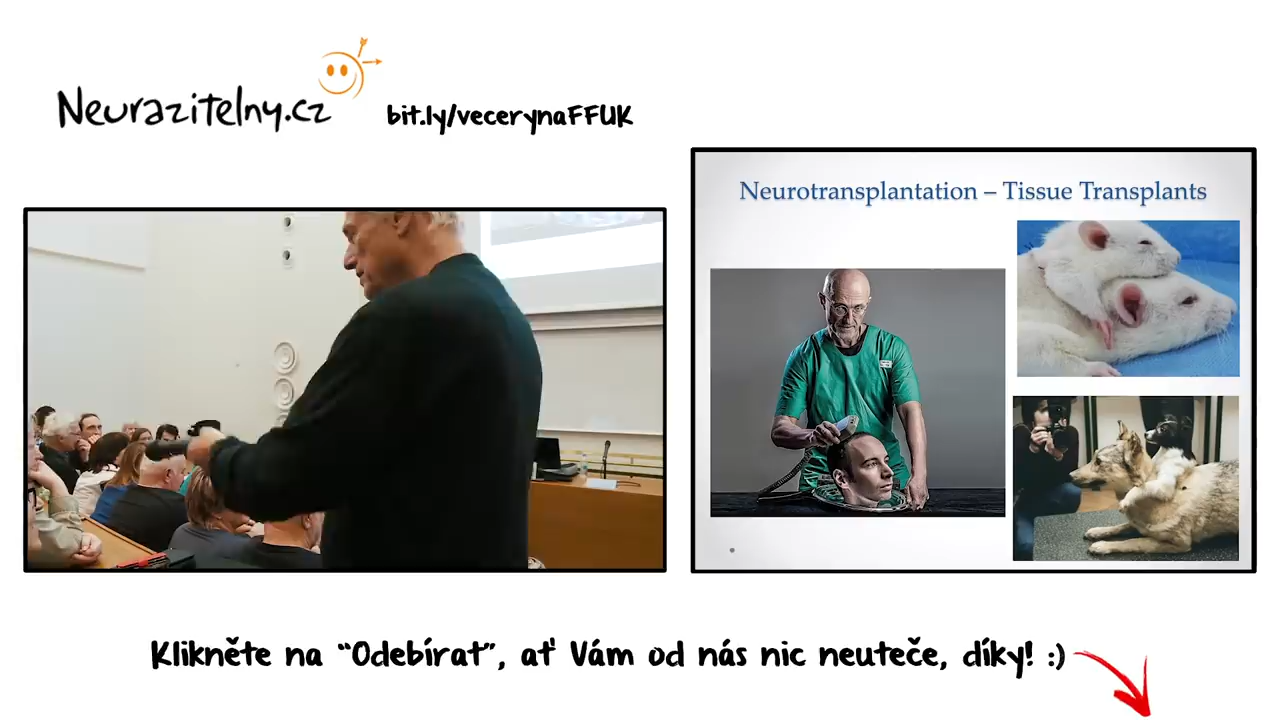 Neurazitelny.cz
bit.ly/vecerynaFFUK
Neurotransplantation – Tissue Transplants
Klikněte na “Odebírat”, ať Vám od nás nic neuteče, díky! :)